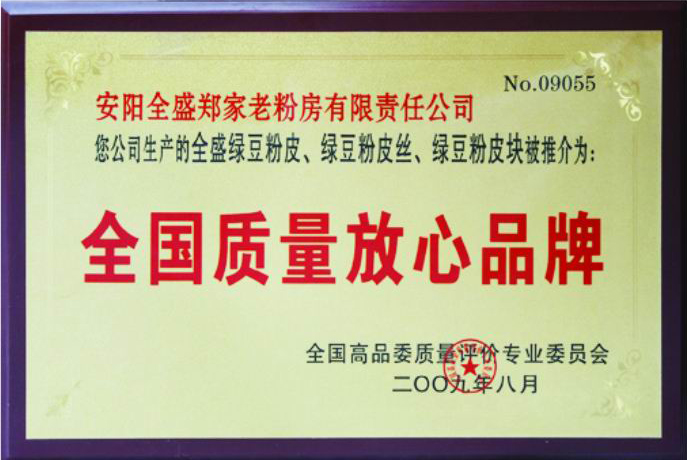 No.09055
安阳全盛郑家老粉房有限责任公司
您公司生产的全盛绿豆粉皮、绿豆粉皮丝、绿豆粉皮块被推介为:
全国质量放心品牌
全国高品委质量评价专业委员会
二〇〇九年八月